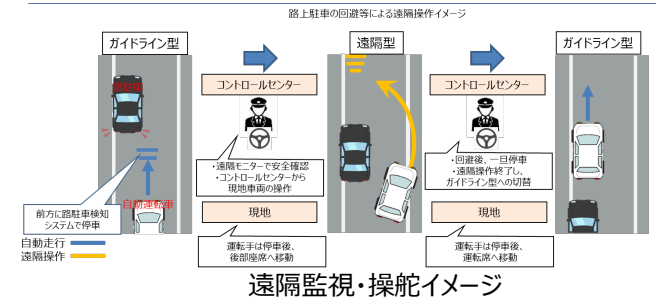 路上駐車の回避等による遠隔操作イメージ
ガイドライン型
路駐車
自動運転車
前方に路駐車検知
システムで停車
自動走行
遠隔操作
コントロールセンター
・遠隔モニターで安全確認
・コントロールセンターから
現地車両の操作
現地
運転手は停車後、
後部座席へ移動
遠隔型
コントロールセンター
・回避後、一旦停車
・遠隔操作終了し、
ガイドライン型への切替
現地
運転手は停車後、
運転席へ移動
ガイドライン型
遠隔監視・操舵イメージ